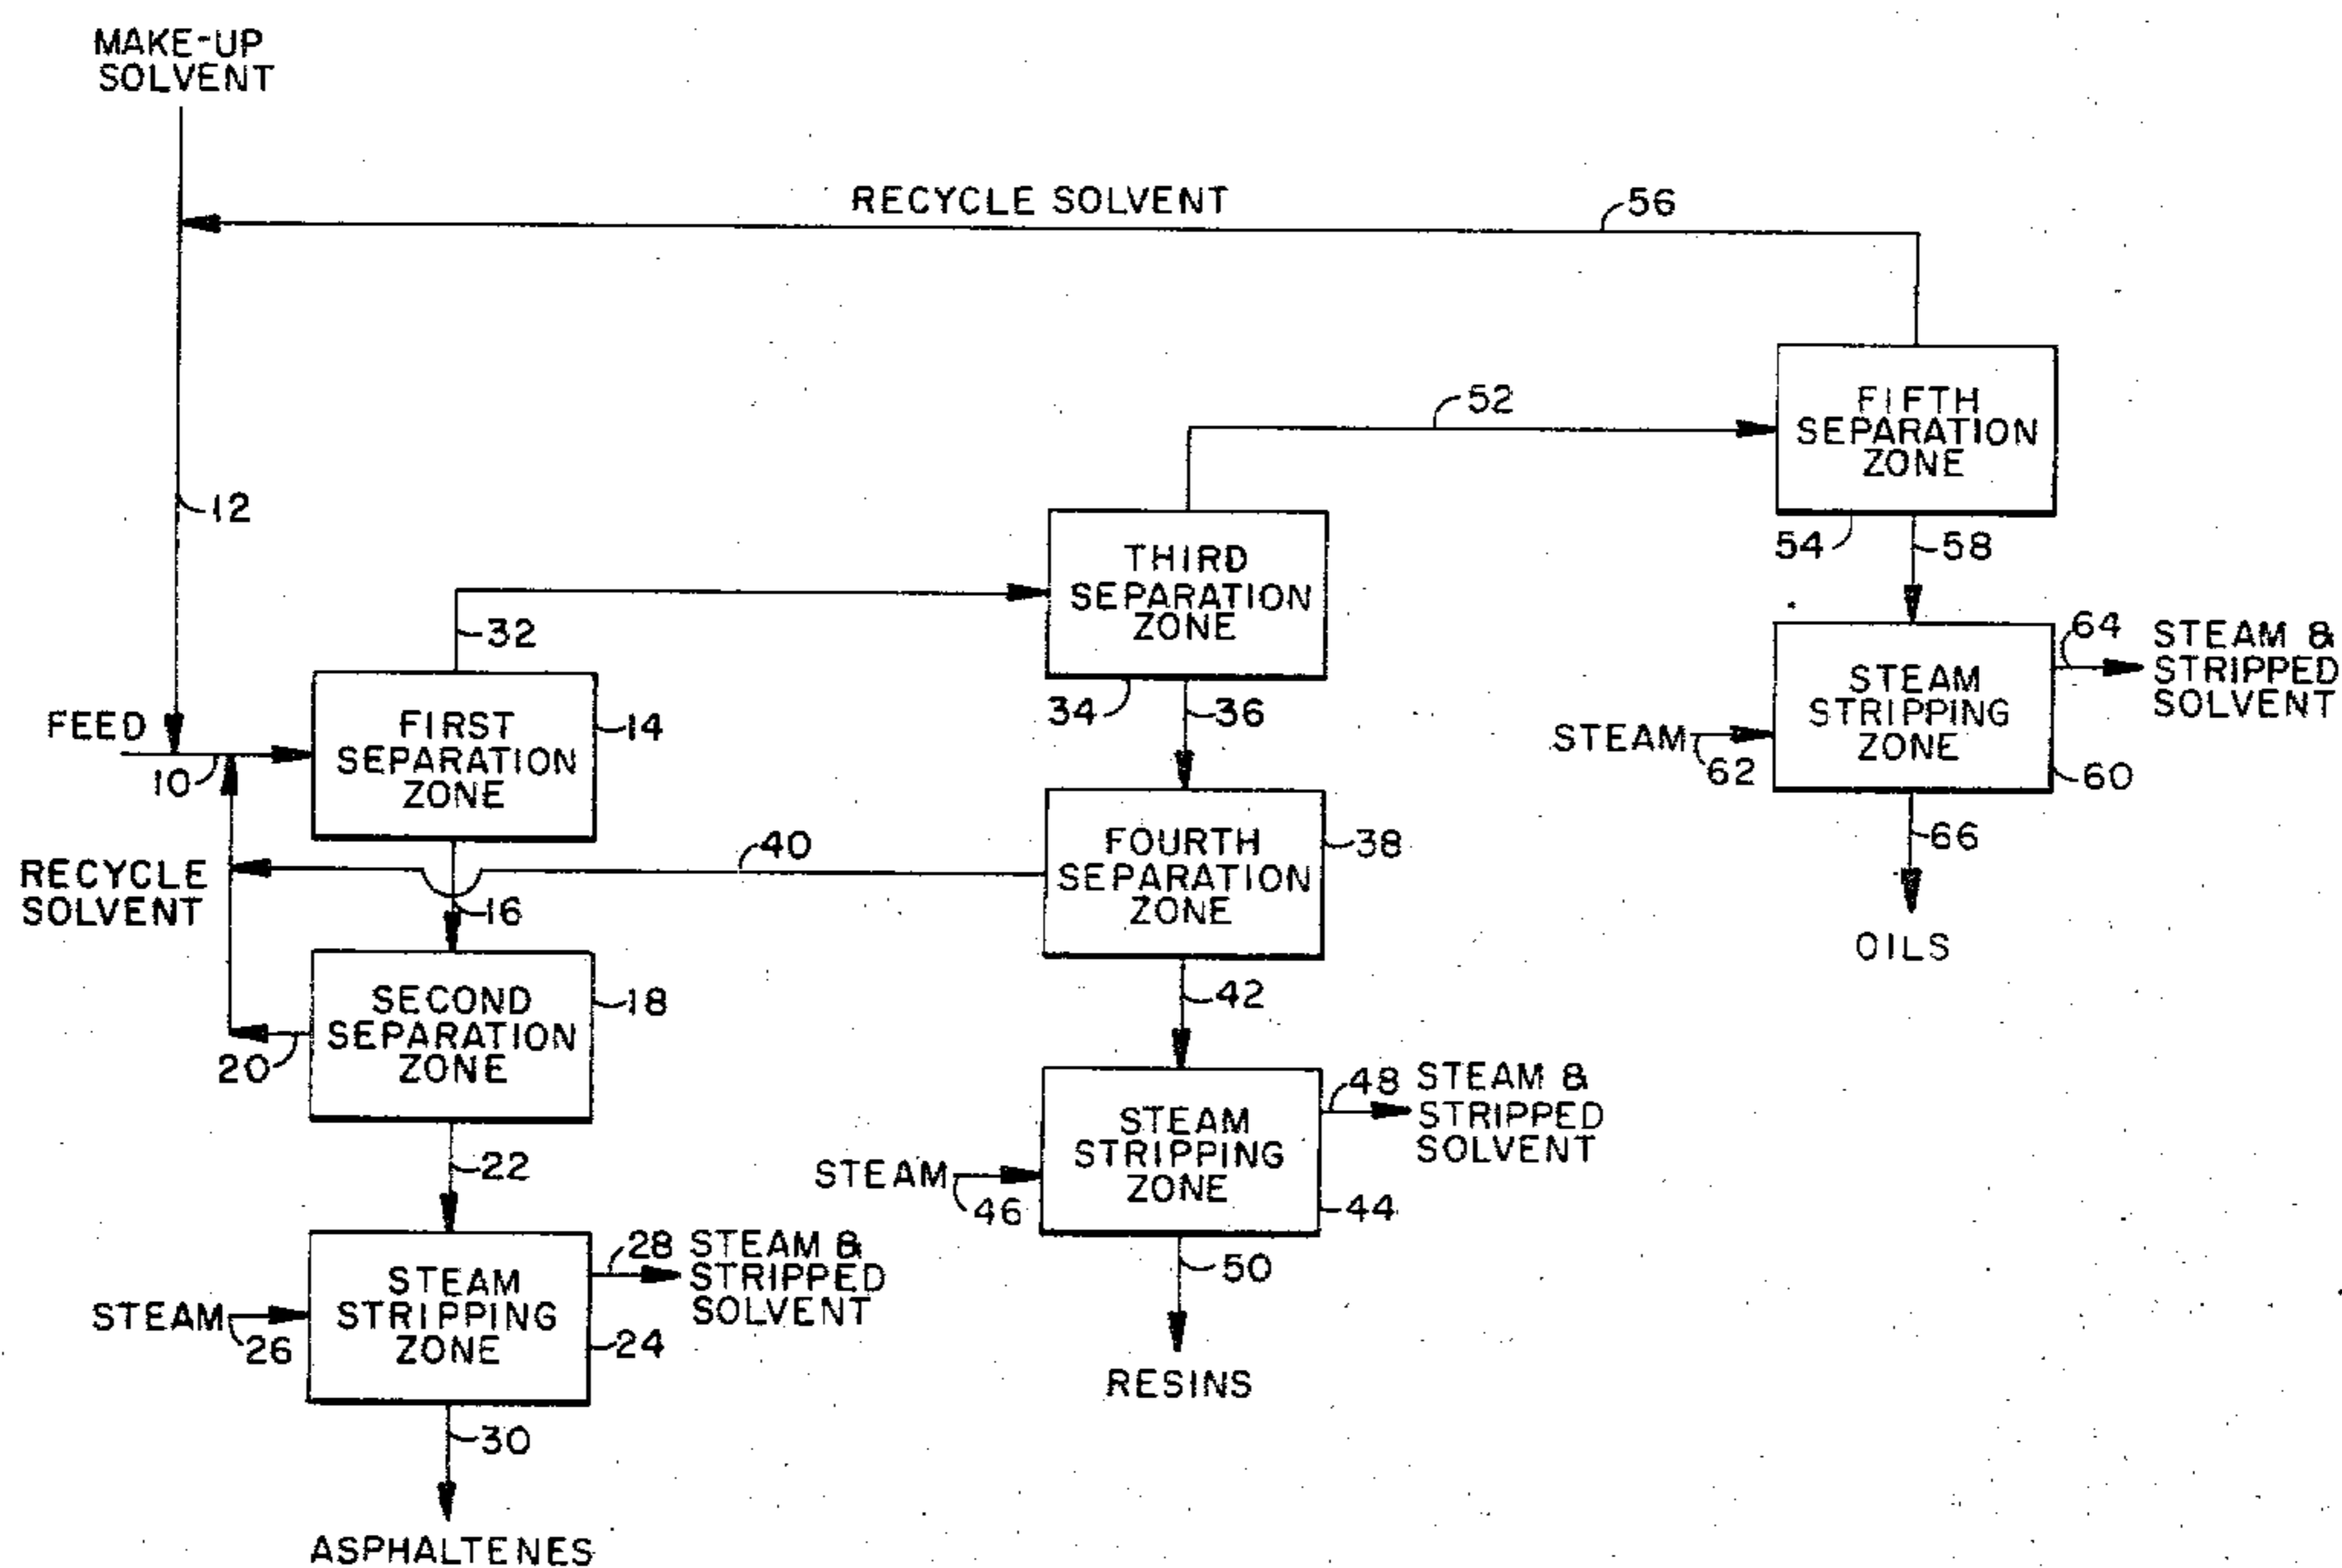 MAKE-UP
SOLVENT
RECYCLE SOLVENT
56
52
FIFTH
SEPARATION
ZONE
54
58
12
THIRD
SEPARATION
ZONE
34
36
32
FEED
10
FIRST
SEPARATION
ZONE
14
STEAM
62
STEAM
STRIPPING
ZONE
60
64
STEAM &
STRIPPED
SOLVENT
66
OILS
RECYCLE
SOLVENT
40
16
FOURTH
SEPARATION
ZONE
38
42
SECOND
SEPARATION
ZONE
18
20
22
STEAM
46
STEAM
STRIPPING
ZONE
44
48
STEAM &
STRIPPED
SOLVENT
50
RESINS
STEAM
26
STEAM
STRIPPING
ZONE
24
28
STEAM &
STRIPPED
SOLVENT
30
ASPHALTENES